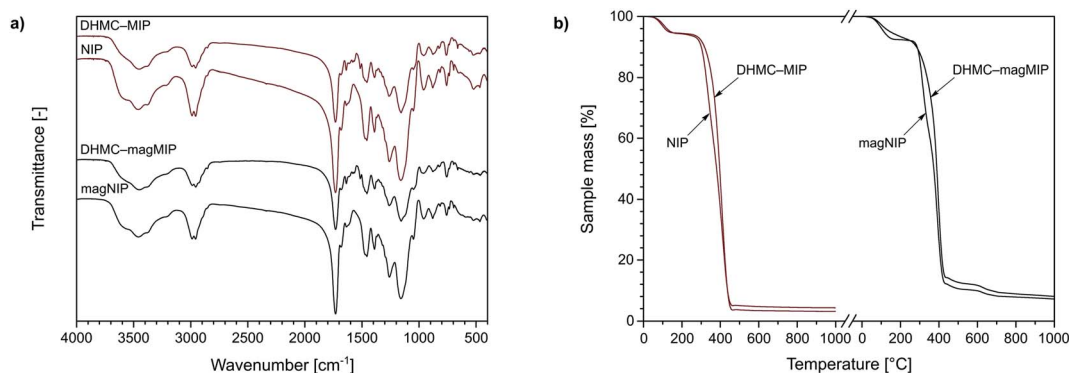 a)
DHMC–MIP
NIP
DHMC–magMIP
magNIP
Transmittance [-]
4000 3500 3000 2500 2000 1500 1000 500
Wavenumber [cm⁻¹]
b)
100
80
60
40
20
0
Sample mass [%]
DHMC–MIP
NIP
DHMC–magMIP
magNIP
0 200 400 600 800 1000 0 200 400 600 800 1000
Temperature [°C]